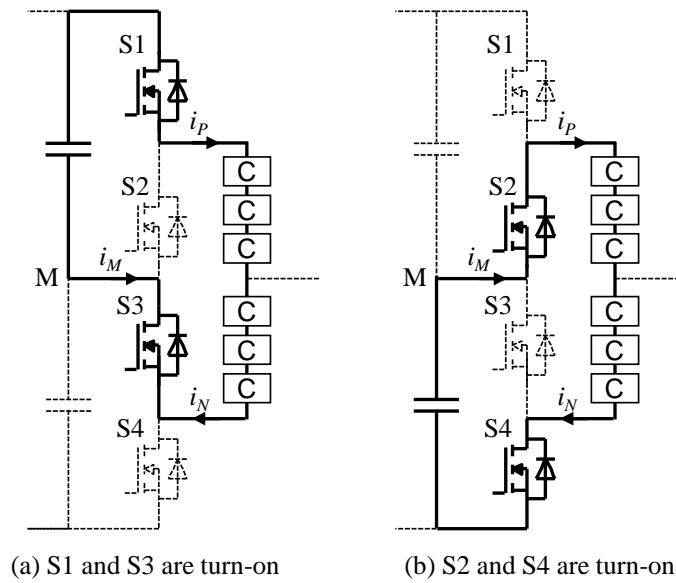 S1
i_P
C
C
C
S2
i_M
M
S3
C
C
C
i_N
S4
(a) S1 and S3 are turn-on
S1
i_P
C
C
C
S2
i_M
M
S3
C
C
C
i_N
S4
(b) S2 and S4 are turn-on